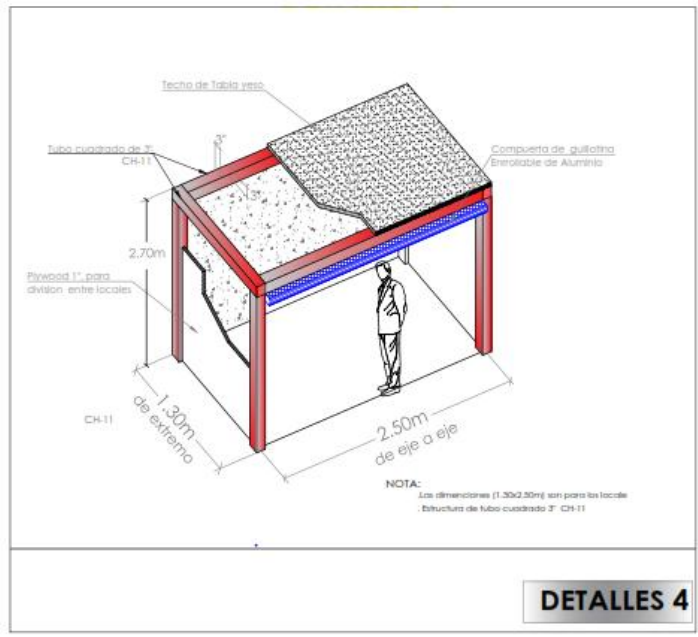 Techo de Tabla yeso
Tubo cuadrado de 3"
CH-11
3"
3"
Compuerta de guillotina
Enrollable de Aluminio
2.70m
Plywood 1". para
division entre locales
CH-11
1.30m
de extremo
2.50m
de eje a eje
NOTA:
.Las dimenciones (1.30x2.50m) son para los locale
. Estructura de tubo cuadrado 3" CH-11
DETALLES 4